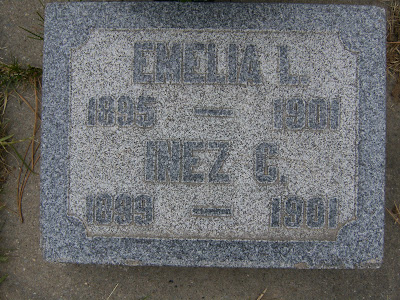 EMELIA L.
1895 — 1901
INEZ C.
1899 — 1901